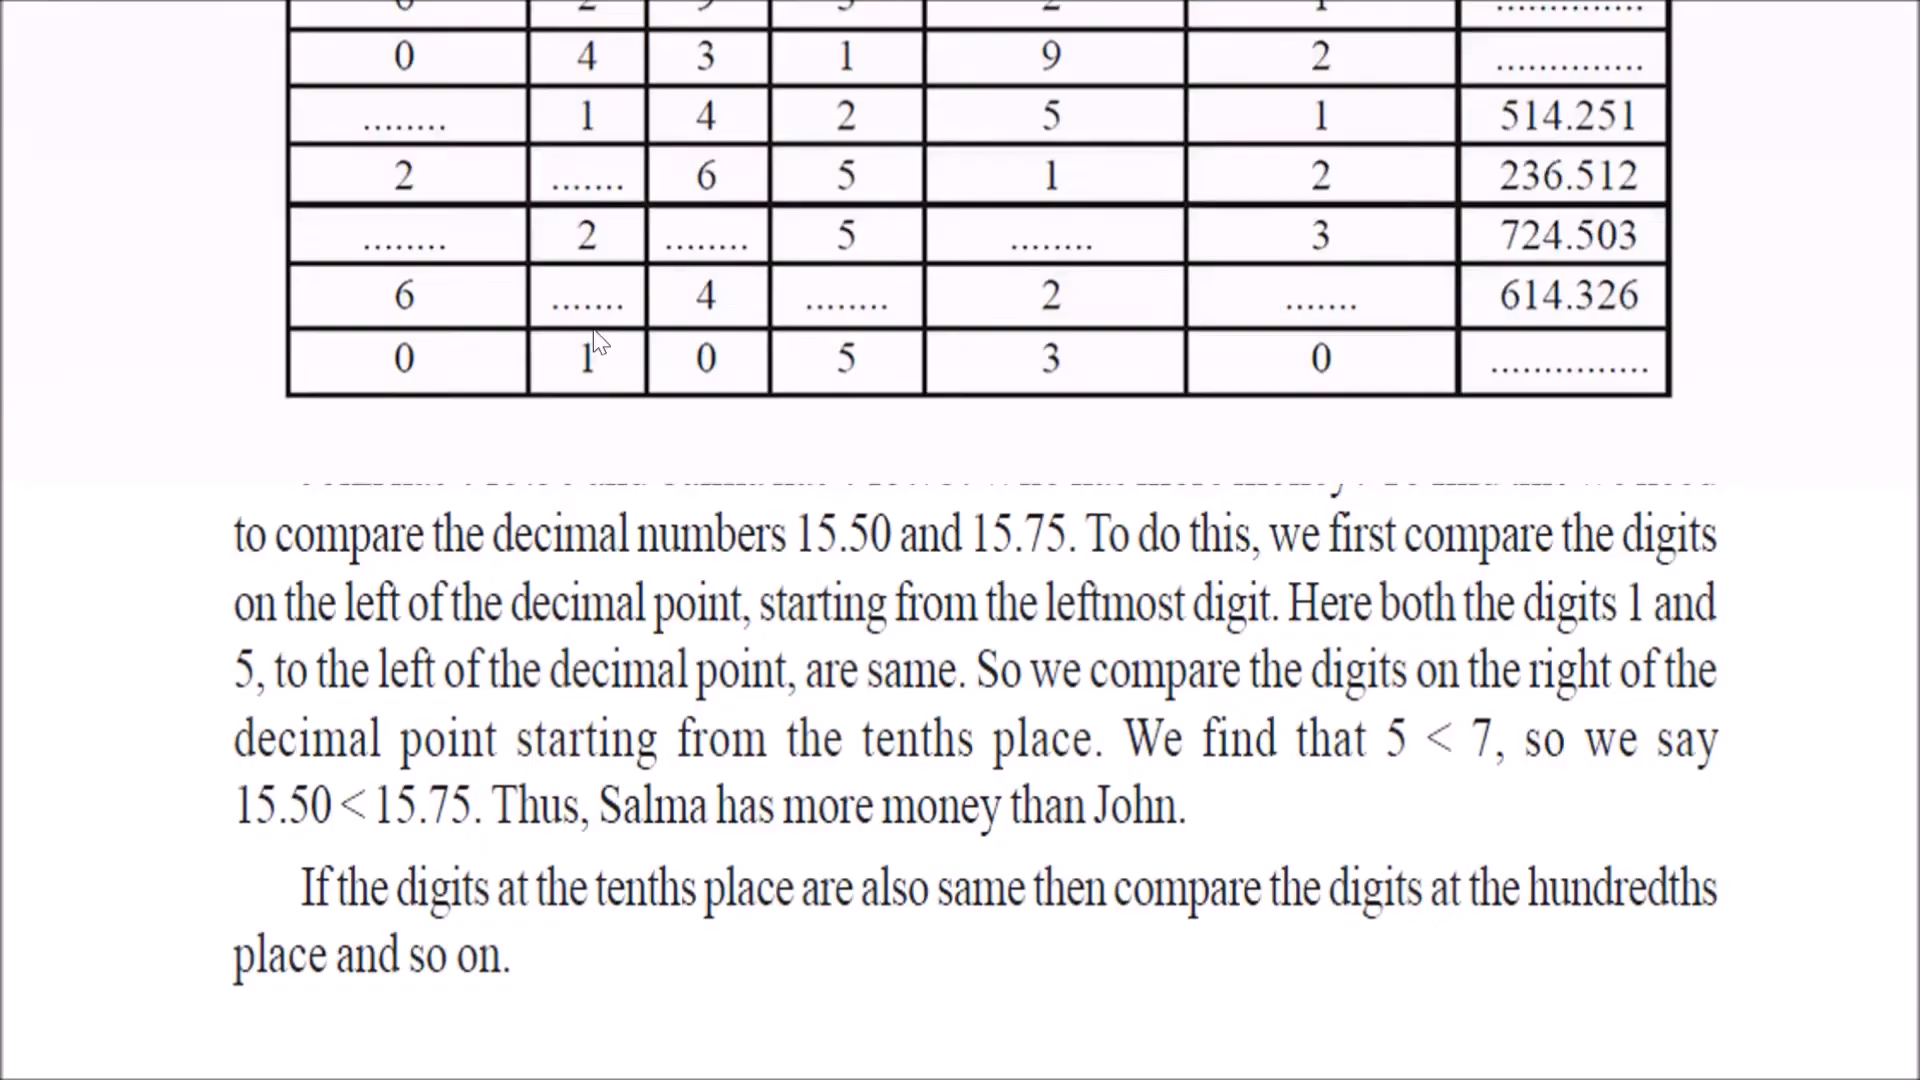 0 4 3 1 9 2 ..............
........ 1 4 2 5 1 514.251
2 ....... 6 5 1 2 236.512
........ 2 ........ 5 ........ 3 724.503
6 ....... 4 ........ 2 ....... 614.326
0 1 0 5 3 0 ...............
to compare the decimal numbers 15.50 and 15.75. To do this, we first compare the digits
on the left of the decimal point, starting from the leftmost digit. Here both the digits 1 and
5, to the left of the decimal point, are same. So we compare the digits on the right of the
decimal point starting from the tenths place. We find that 5 < 7, so we say
15.50 < 15.75. Thus, Salma has more money than John.
If the digits at the tenths place are also same then compare the digits at the hundredths
place and so on.